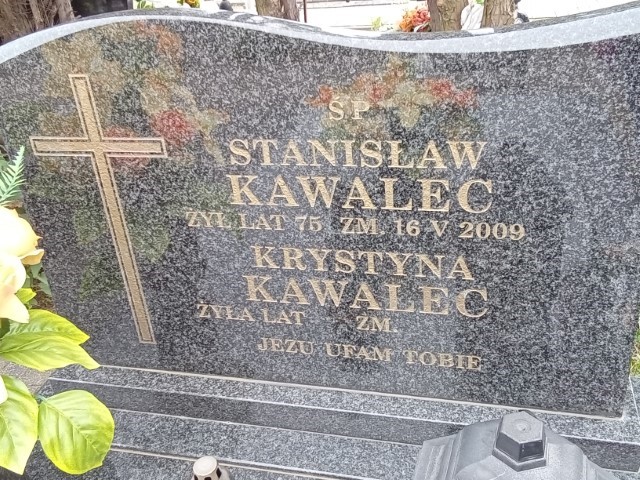 ŚP
STANISŁAW
KAWALEC
ŻYŁ LAT 75 ZM. 16 V 2009
KRYSTYNA
KAWALEC
ŻYŁA LAT ZM.
JEZU UFAM TOBIE